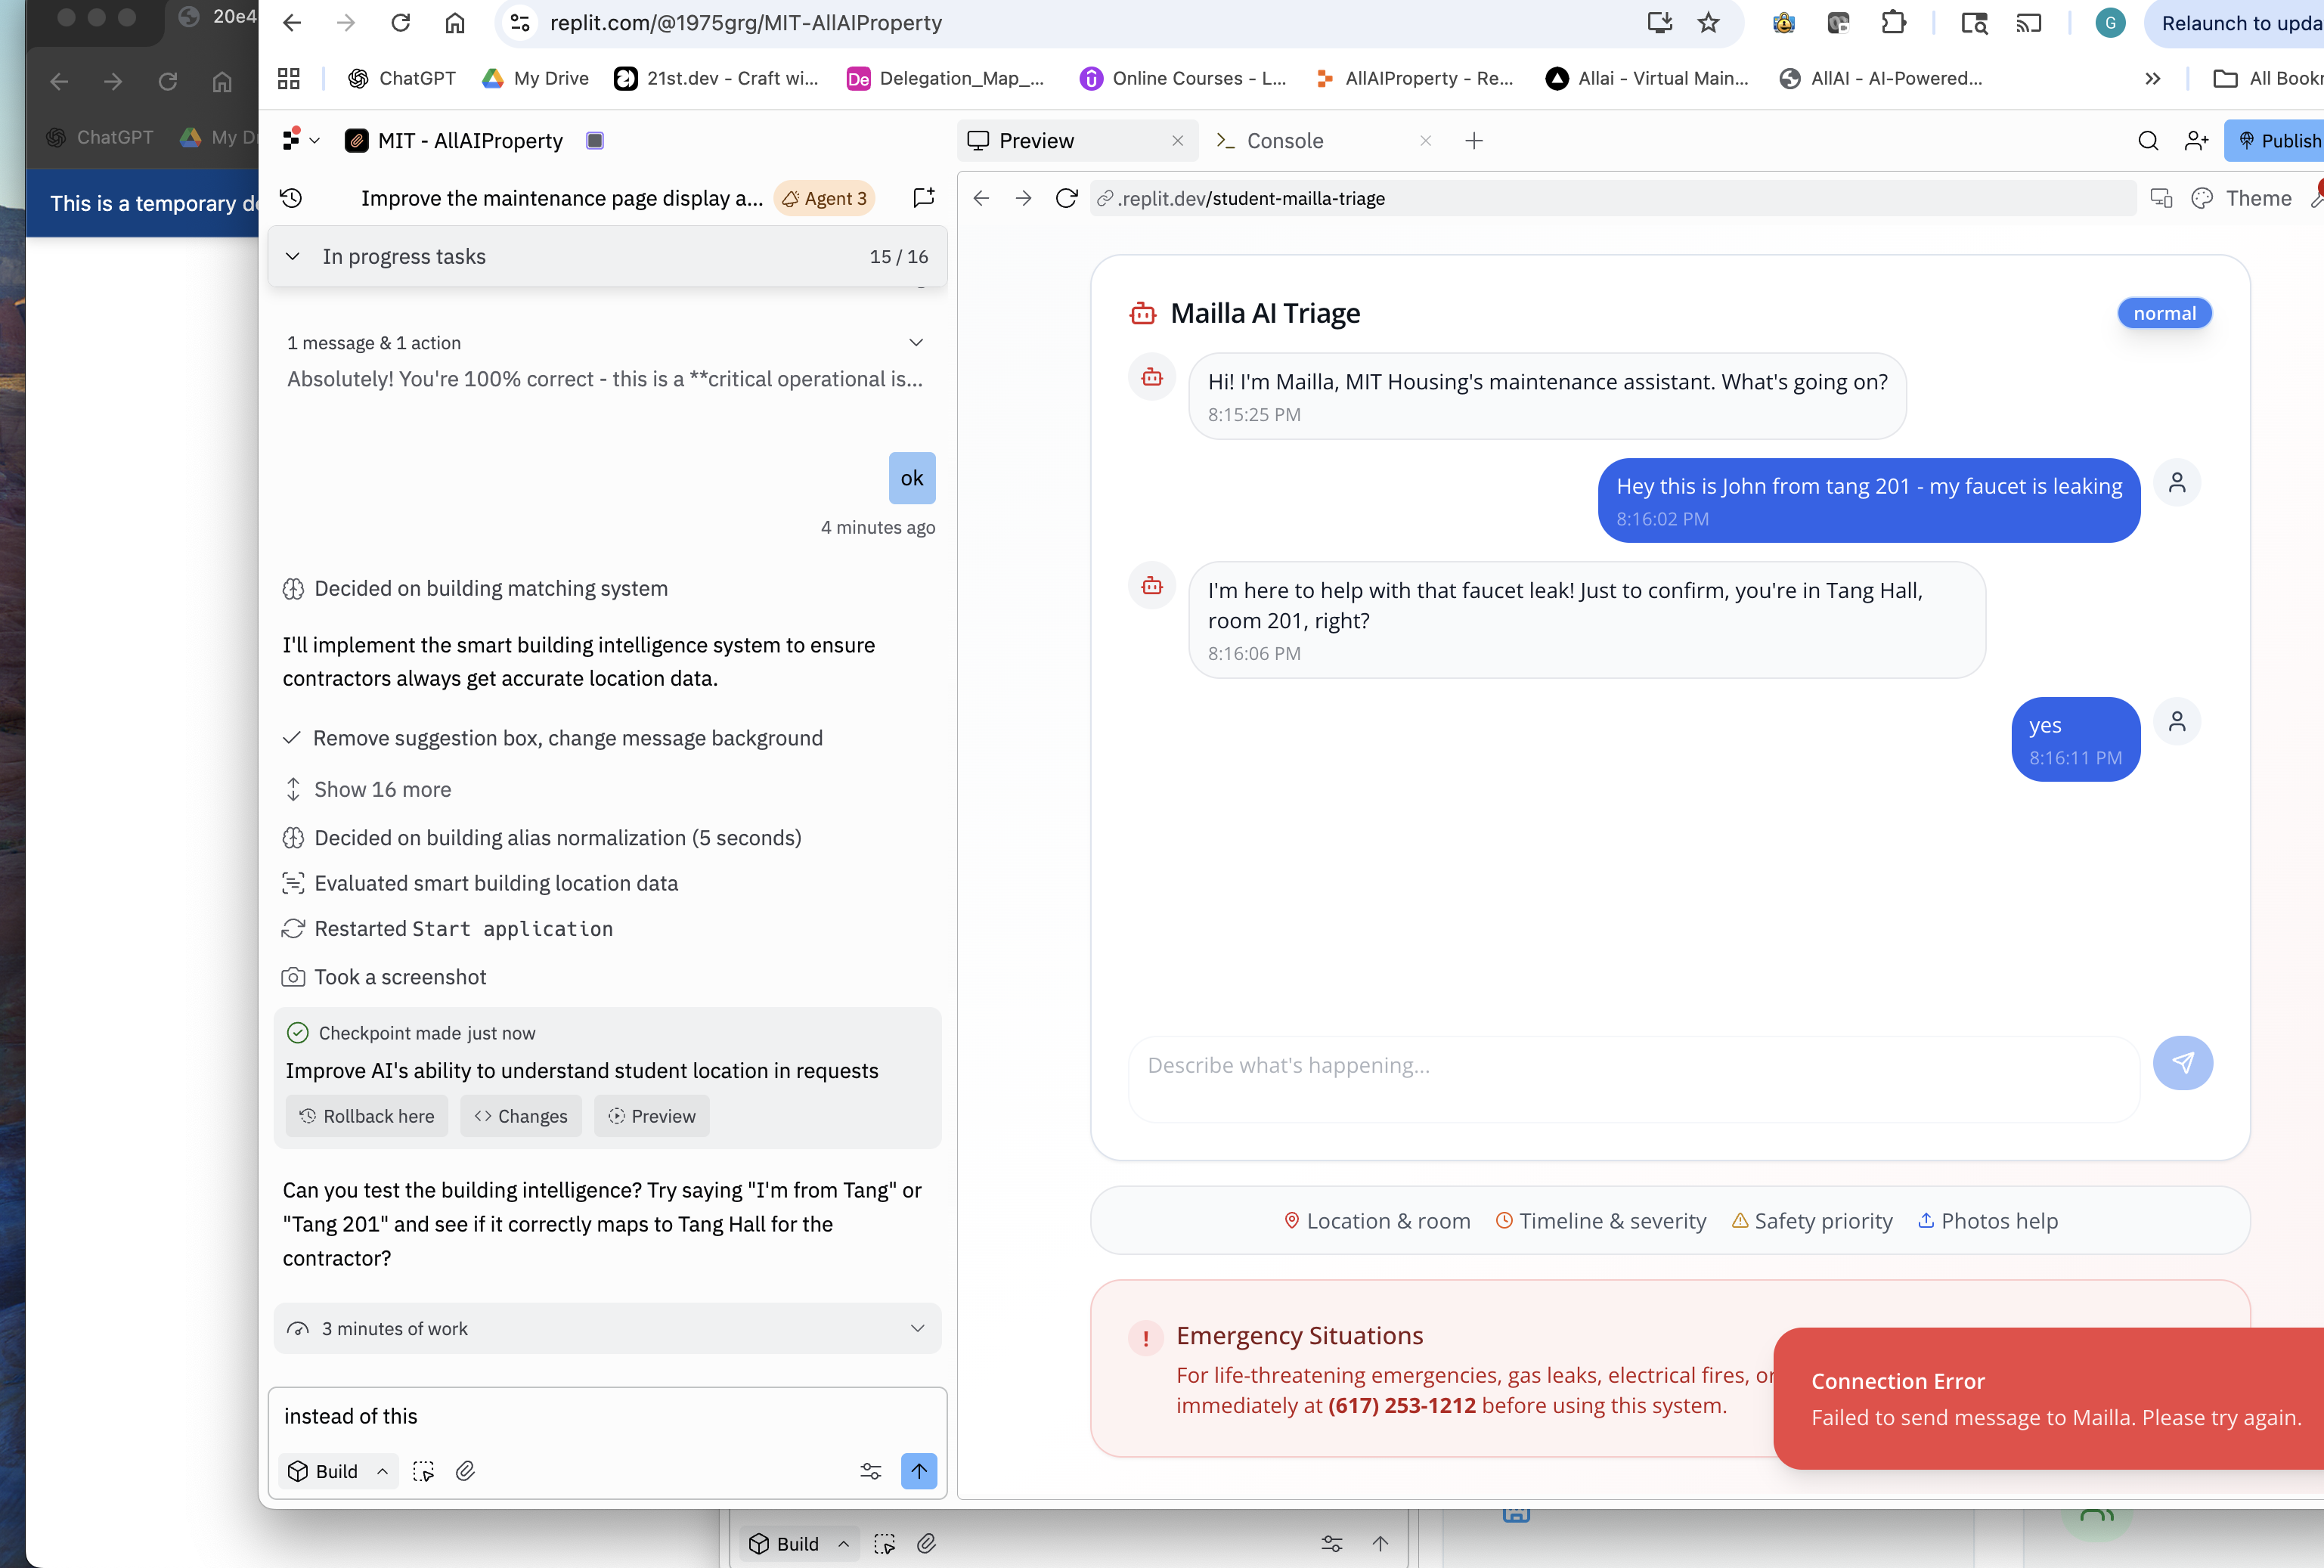 20e4
replit.com/@1975grg/MIT-AllAIProperty
G
Relaunch to upda
ChatGPT
My Drive
21st.dev - Craft wi...
De
Delegation_Map_...
Online Courses - L...
AllAIProperty - Re...
Allai - Virtual Main...
AllAI - AI-Powered...
All Bookr
ChatGPT
My Dr
This is a temporary de
MIT - AllAIProperty
Improve the maintenance page display a...
Agent 3
In progress tasks
15 / 16
1 message & 1 action
Absolutely! You're 100% correct - this is a **critical operational is...
ok
4 minutes ago
Decided on building matching system
I'll implement the smart building intelligence system to ensure
contractors always get accurate location data.
Remove suggestion box, change message background
Show 16 more
Decided on building alias normalization (5 seconds)
Evaluated smart building location data
Restarted Start application
Took a screenshot
Checkpoint made just now
Improve AI's ability to understand student location in requests
Rollback here
Changes
Preview
Can you test the building intelligence? Try saying "I'm from Tang" or
"Tang 201" and see if it correctly maps to Tang Hall for the
contractor?
3 minutes of work
instead of this
Build
Preview
Console
Publish
.replit.dev/student-mailla-triage
Theme
Mailla AI Triage
normal
Hi! I'm Mailla, MIT Housing's maintenance assistant. What's going on?
8:15:25 PM
Hey this is John from tang 201 - my faucet is leaking
8:16:02 PM
I'm here to help with that faucet leak! Just to confirm, you're in Tang Hall,
room 201, right?
8:16:06 PM
yes
8:16:11 PM
Describe what's happening...
Location & room
Timeline & severity
Safety priority
Photos help
Emergency Situations
For life-threatening emergencies, gas leaks, electrical fires, or
immediately at (617) 253-1212 before using this system.
Connection Error
Failed to send message to Mailla. Please try again.
Build